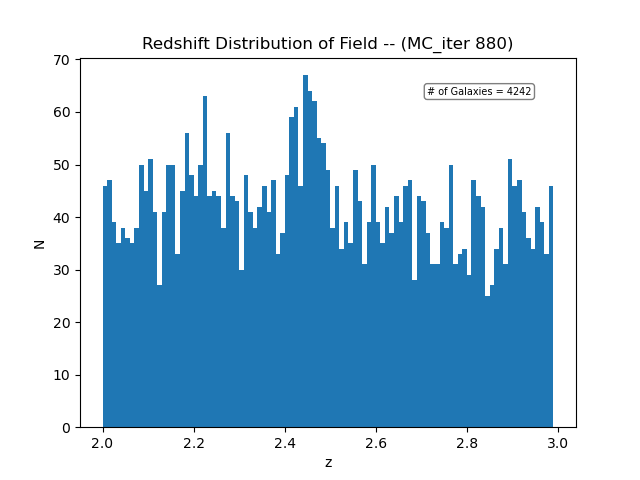 Redshift Distribution of Field -- (MC_iter 880)
# of Galaxies = 4242
70
60
50
40
30
20
10
0
N
2.0 2.2 2.4 2.6 2.8 3.0
z